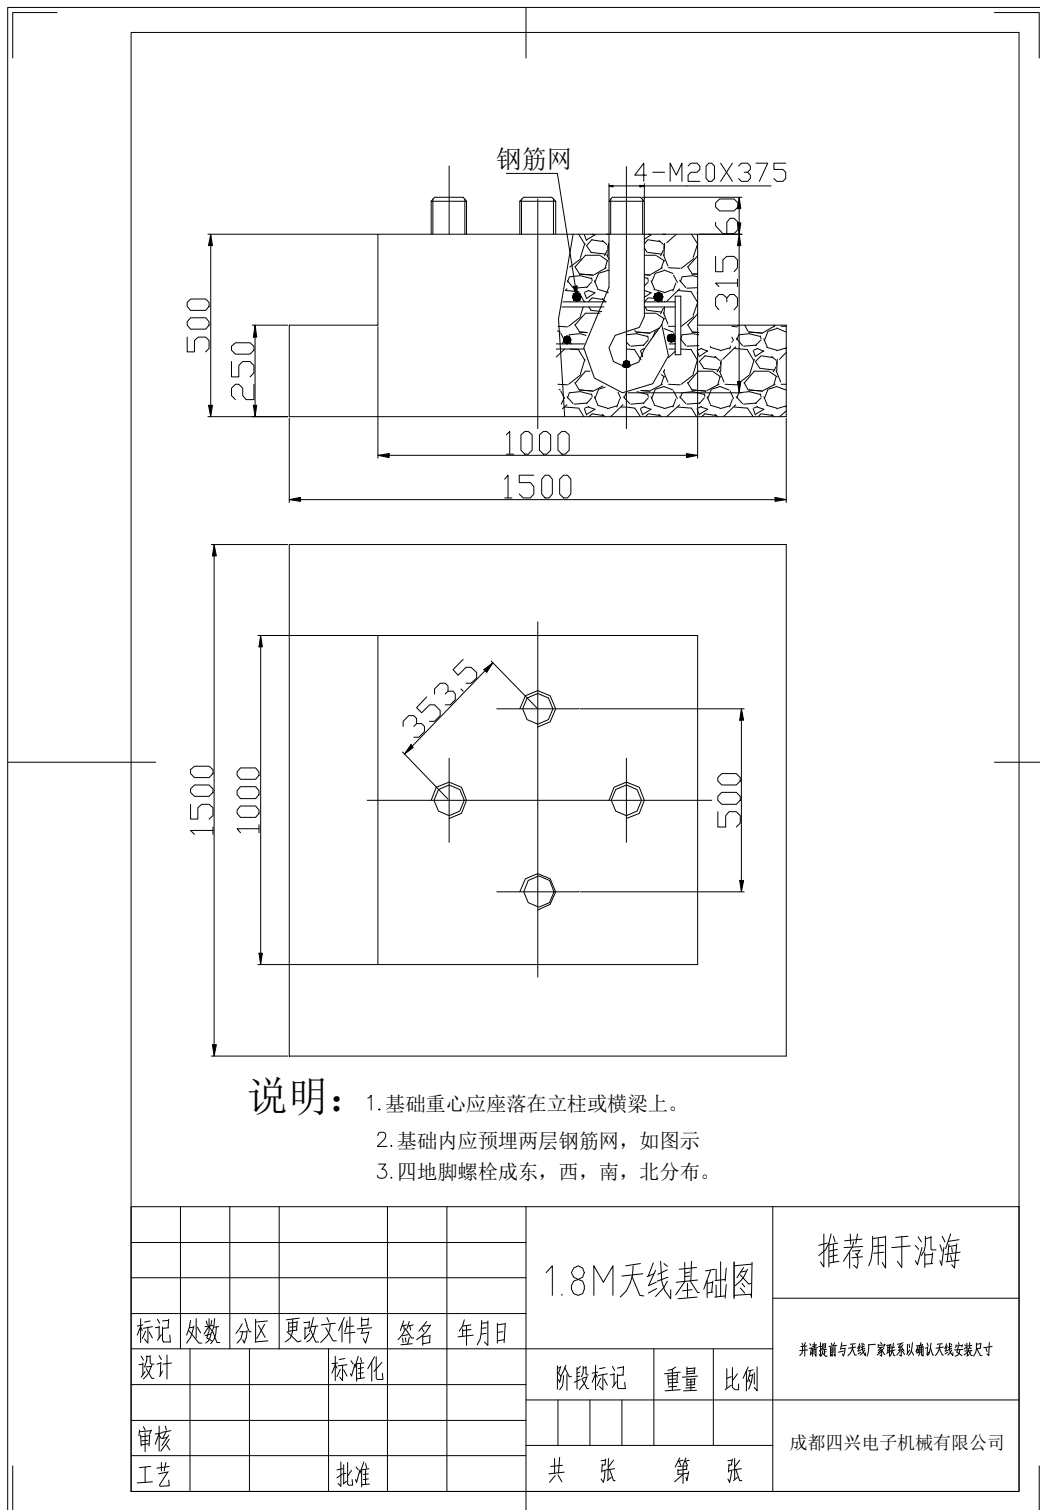 钢筋网
4-M20X375
60
315
500
250
1000
1500
353.5
1500
1000
500
说明：
1.基础重心应座落在立柱或横梁上。
2.基础内应预埋两层钢筋网，如图示
3.四地脚螺栓成东，西，南，北分布。
1.8M天线基础图
推荐用于沿海
标记 处数 分区 更改文件号 签名 年月日
并请提前与天线厂家联系以确认天线安装尺寸
设计 标准化
阶段标记 重量 比例
审核
成都四兴电子机械有限公司
工艺 批准
共 张 第 张